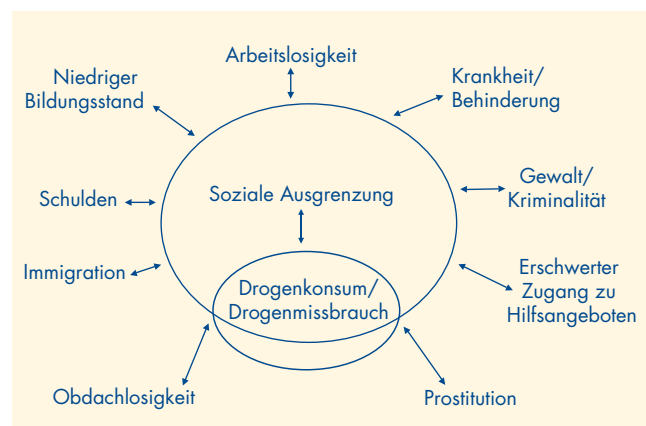 Arbeitslosigkeit
Niedriger
Bildungsstand
Krankheit/
Behinderung
Schulden
Soziale Ausgrenzung
Gewalt/
Kriminalität
Immigration
Drogenkonsum/
Drogenmissbrauch
Erschwerter
Zugang zu
Hilfsangeboten
Obdachlosigkeit
Prostitution